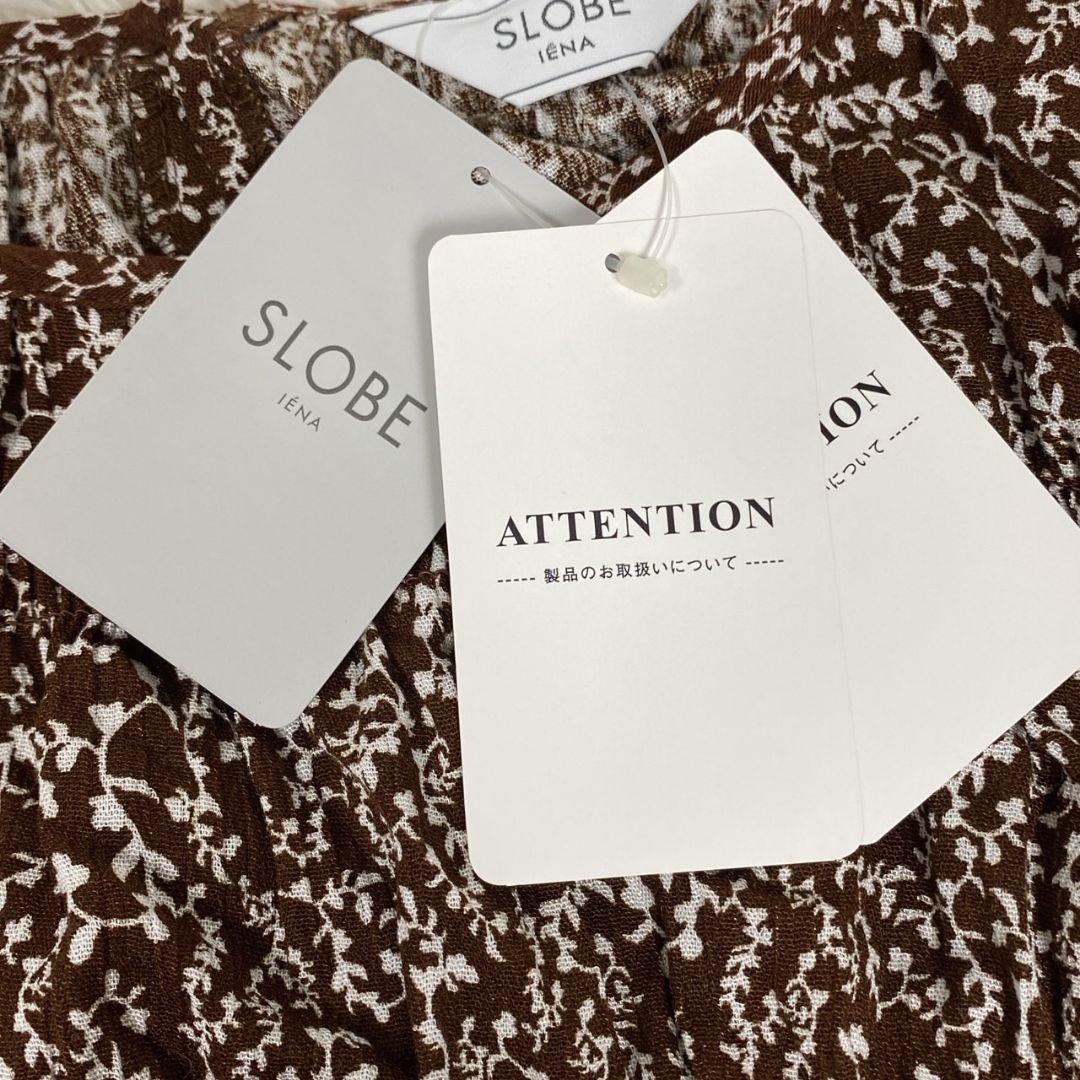 SLOBE
IÉNA
SLOBE
IÉNA
ATTENTION
----- 製品のお取扱いについて -----
ION
いについて -----